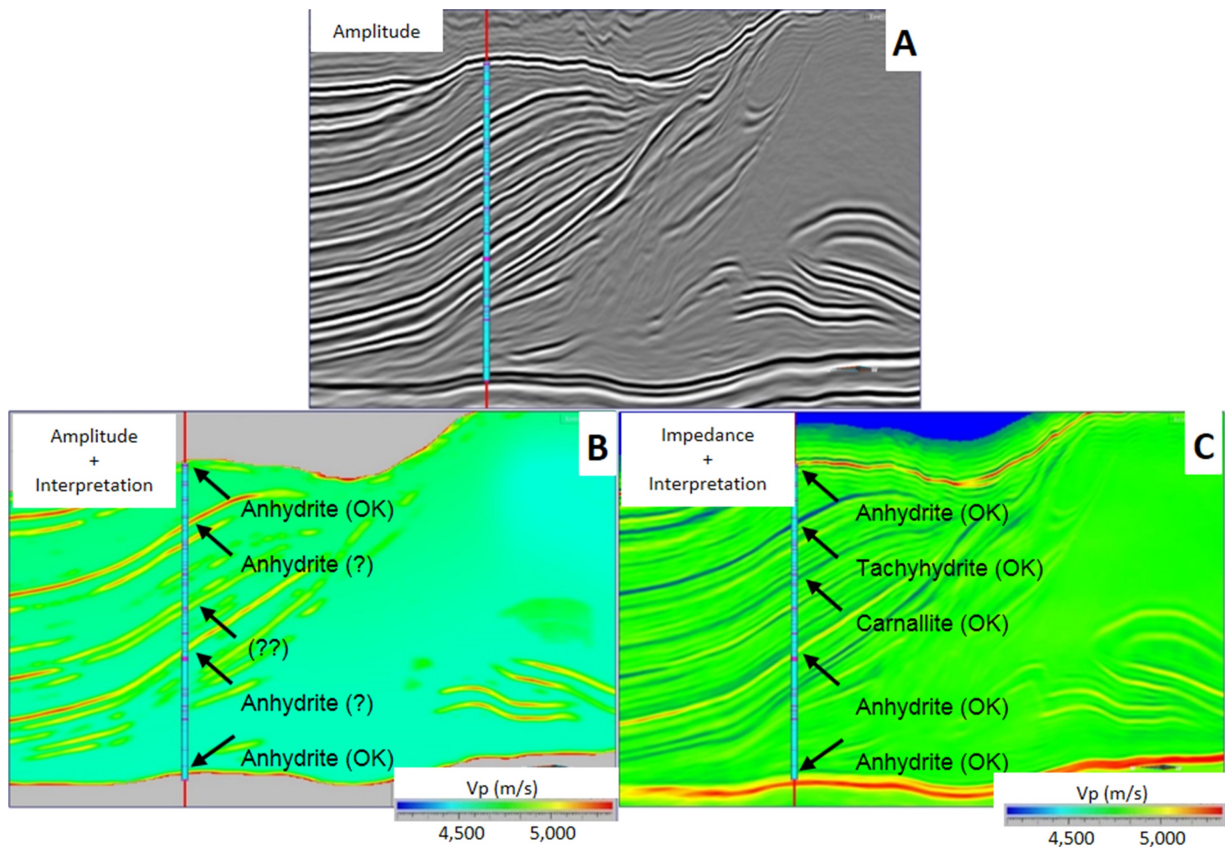 Amplitude
A
Amplitude
+
Interpretation
B
Anhydrite (OK)
Anhydrite (?)
(??)
Anhydrite (?)
Anhydrite (OK)
Vp (m/s)
4,500 5,000
Impedance
+
Interpretation
C
Anhydrite (OK)
Tachyhydrite (OK)
Carnallite (OK)
Anhydrite (OK)
Anhydrite (OK)
Vp (m/s)
4,500 5,000